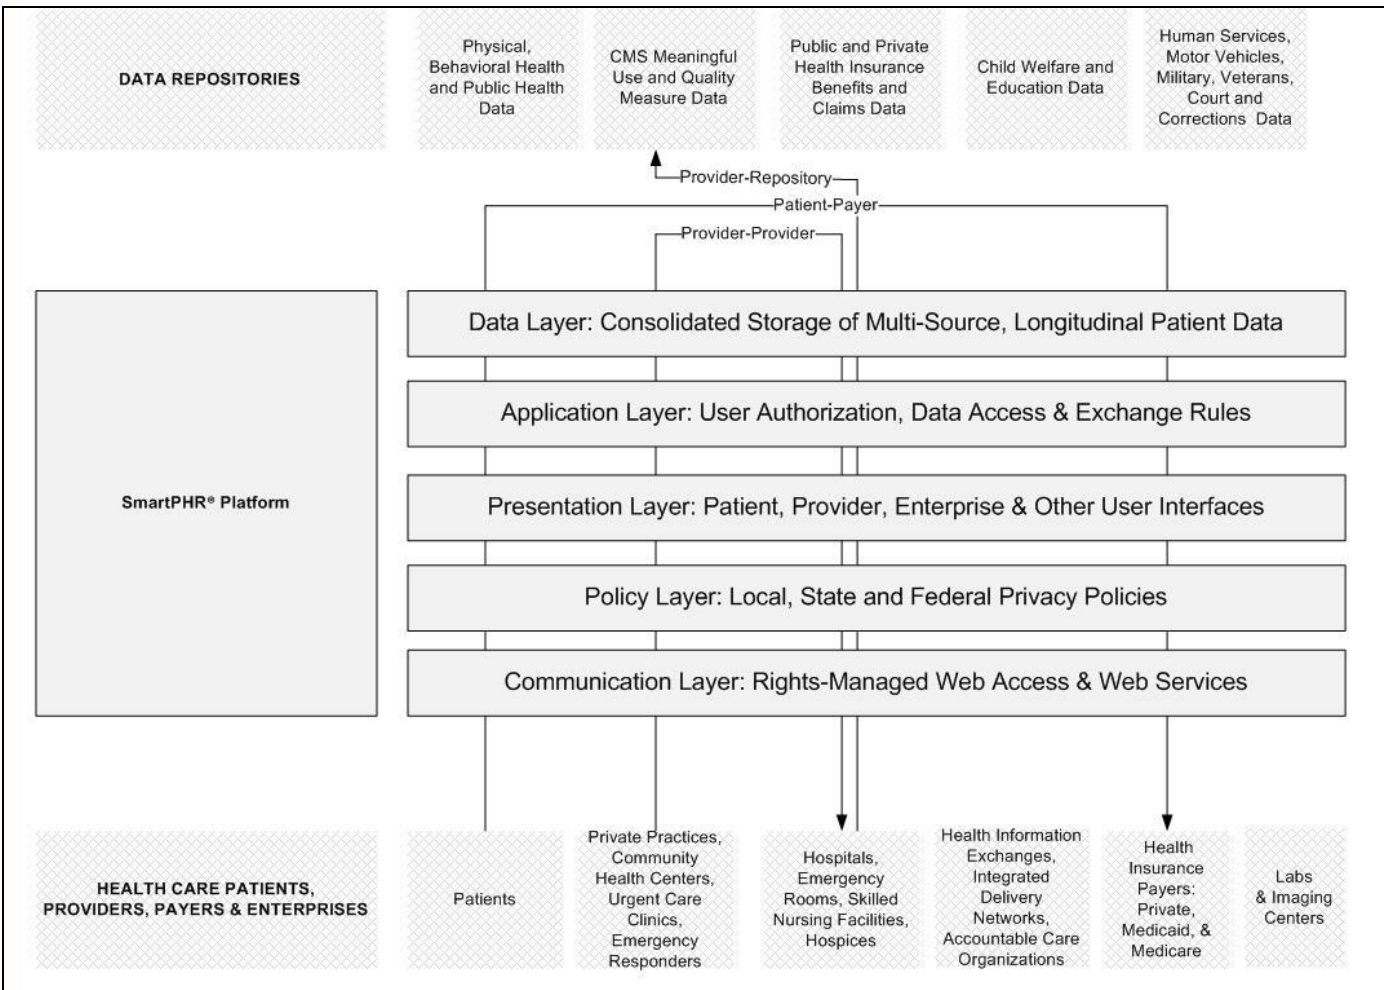 DATA REPOSITORIES
Physical,
Behavioral Health
and Public Health
Data
CMS Meaningful
Use and Quality
Measure Data
Public and Private
Health Insurance
Benefits and
Claims Data
Child Welfare and
Education Data
Human Services,
Motor Vehicles,
Military, Veterans,
Court and
Corrections Data
Provider-Repository
Patient-Payer
Provider-Provider
SmartPHR® Platform
Data Layer: Consolidated Storage of Multi-Source, Longitudinal Patient Data
Application Layer: User Authorization, Data Access & Exchange Rules
Presentation Layer: Patient, Provider, Enterprise & Other User Interfaces
Policy Layer: Local, State and Federal Privacy Policies
Communication Layer: Rights-Managed Web Access & Web Services
HEALTH CARE PATIENTS,
PROVIDERS, PAYERS & ENTERPRISES
Patients
Private Practices,
Community
Health Centers,
Urgent Care
Clinics,
Emergency
Responders
Hospitals,
Emergency
Rooms, Skilled
Nursing Facilities,
Hospices
Health Information
Exchanges,
Integrated
Delivery
Networks,
Accountable Care
Organizations
Health
Insurance
Payers:
Private,
Medicaid, &
Medicare
Labs
& Imaging
Centers